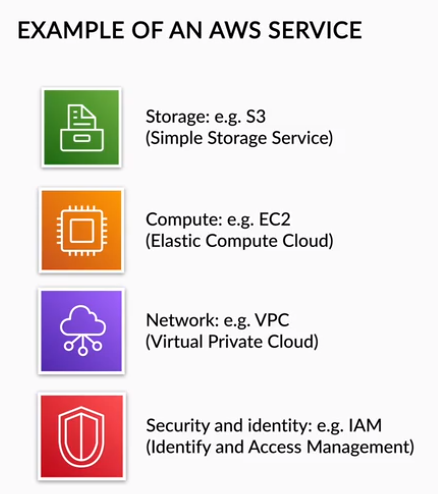 EXAMPLE OF AN AWS SERVICE
Storage: e.g. S3
(Simple Storage Service)
Compute: e.g. EC2
(Elastic Compute Cloud)
Network: e.g. VPC
(Virtual Private Cloud)
Security and identity: e.g. IAM
(Identify and Access Management)